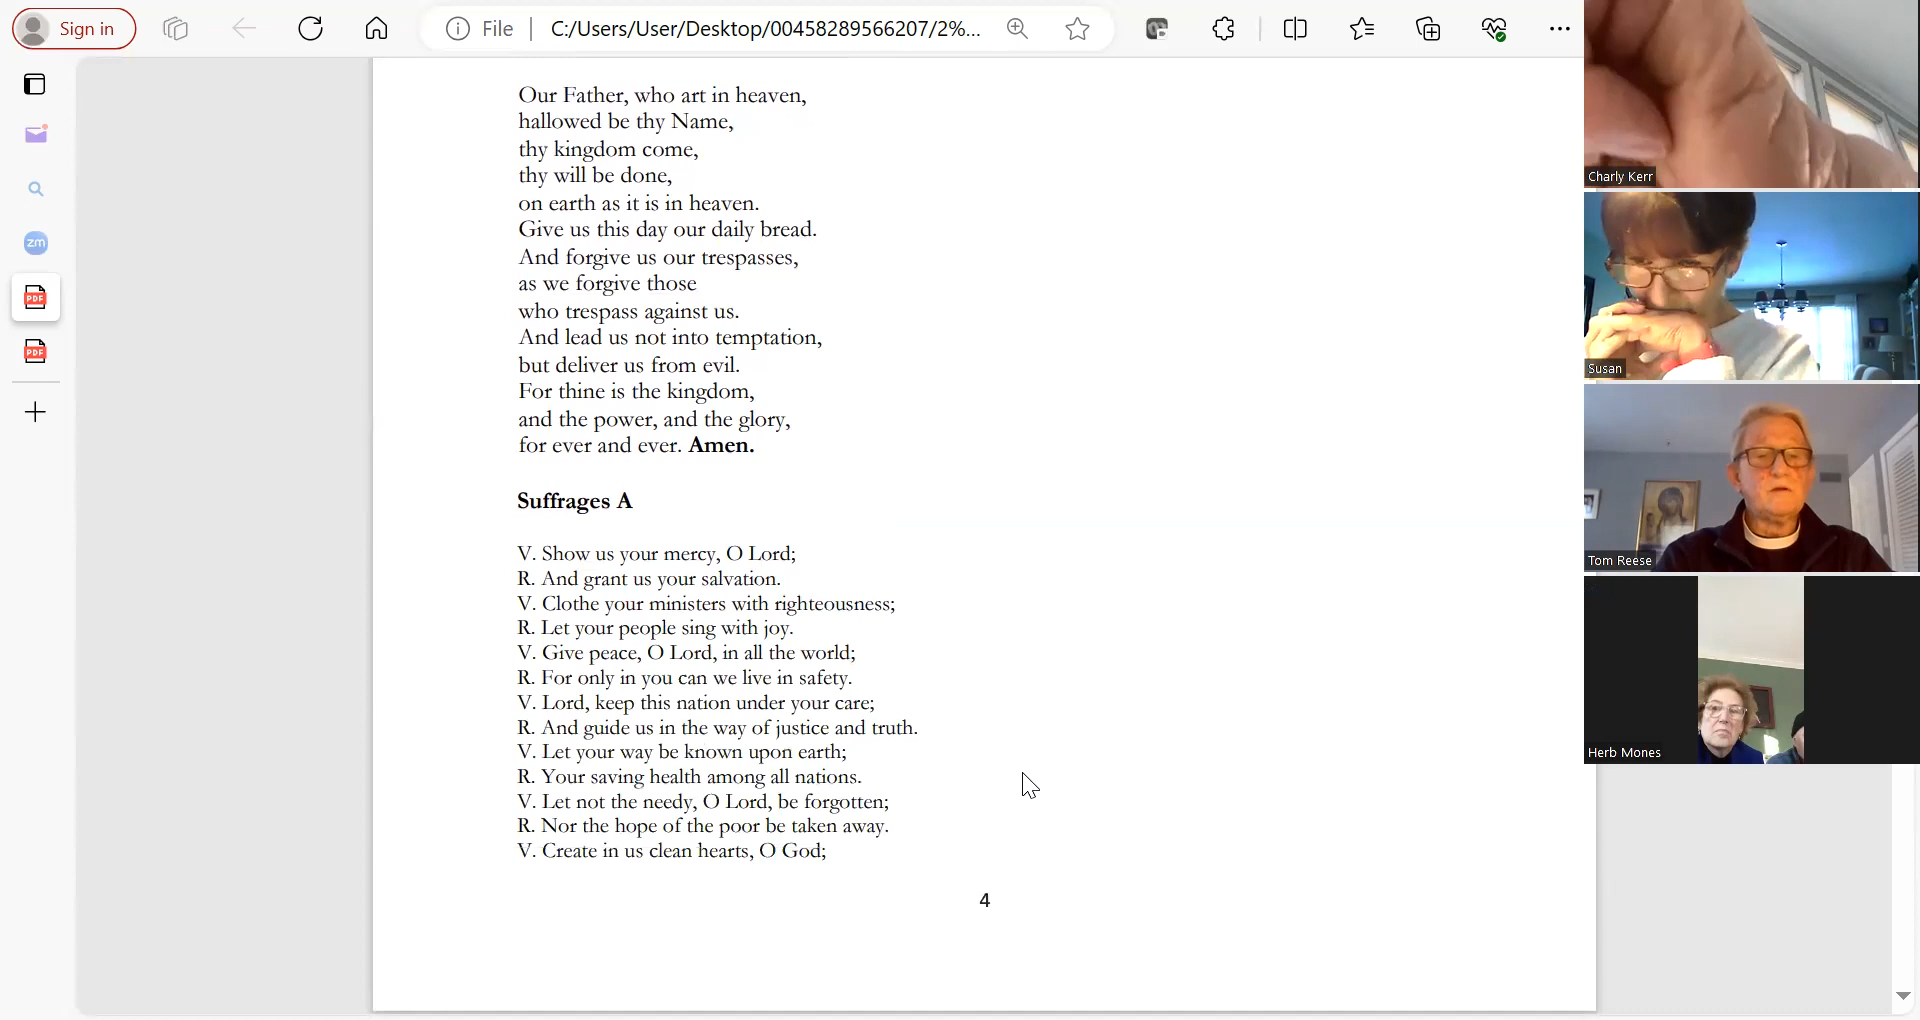 Sign in
File
C:/Users/User/Desktop/00458289566207/2%...
zm
PDF
PDF
Our Father, who art in heaven,
hallowed be thy Name,
thy kingdom come,
thy will be done,
on earth as it is in heaven.
Give us this day our daily bread.
And forgive us our trespasses,
as we forgive those
who trespass against us.
And lead us not into temptation,
but deliver us from evil.
For thine is the kingdom,
and the power, and the glory,
for ever and ever. Amen.
Suffrages A
V. Show us your mercy, O Lord;
R. And grant us your salvation.
V. Clothe your ministers with righteousness;
R. Let your people sing with joy.
V. Give peace, O Lord, in all the world;
R. For only in you can we live in safety.
V. Lord, keep this nation under your care;
R. And guide us in the way of justice and truth.
V. Let your way be known upon earth;
R. Your saving health among all nations.
V. Let not the needy, O Lord, be forgotten;
R. Nor the hope of the poor be taken away.
V. Create in us clean hearts, O God;
4
Charly Kerr
Susan
Tom Reese
Herb Mones